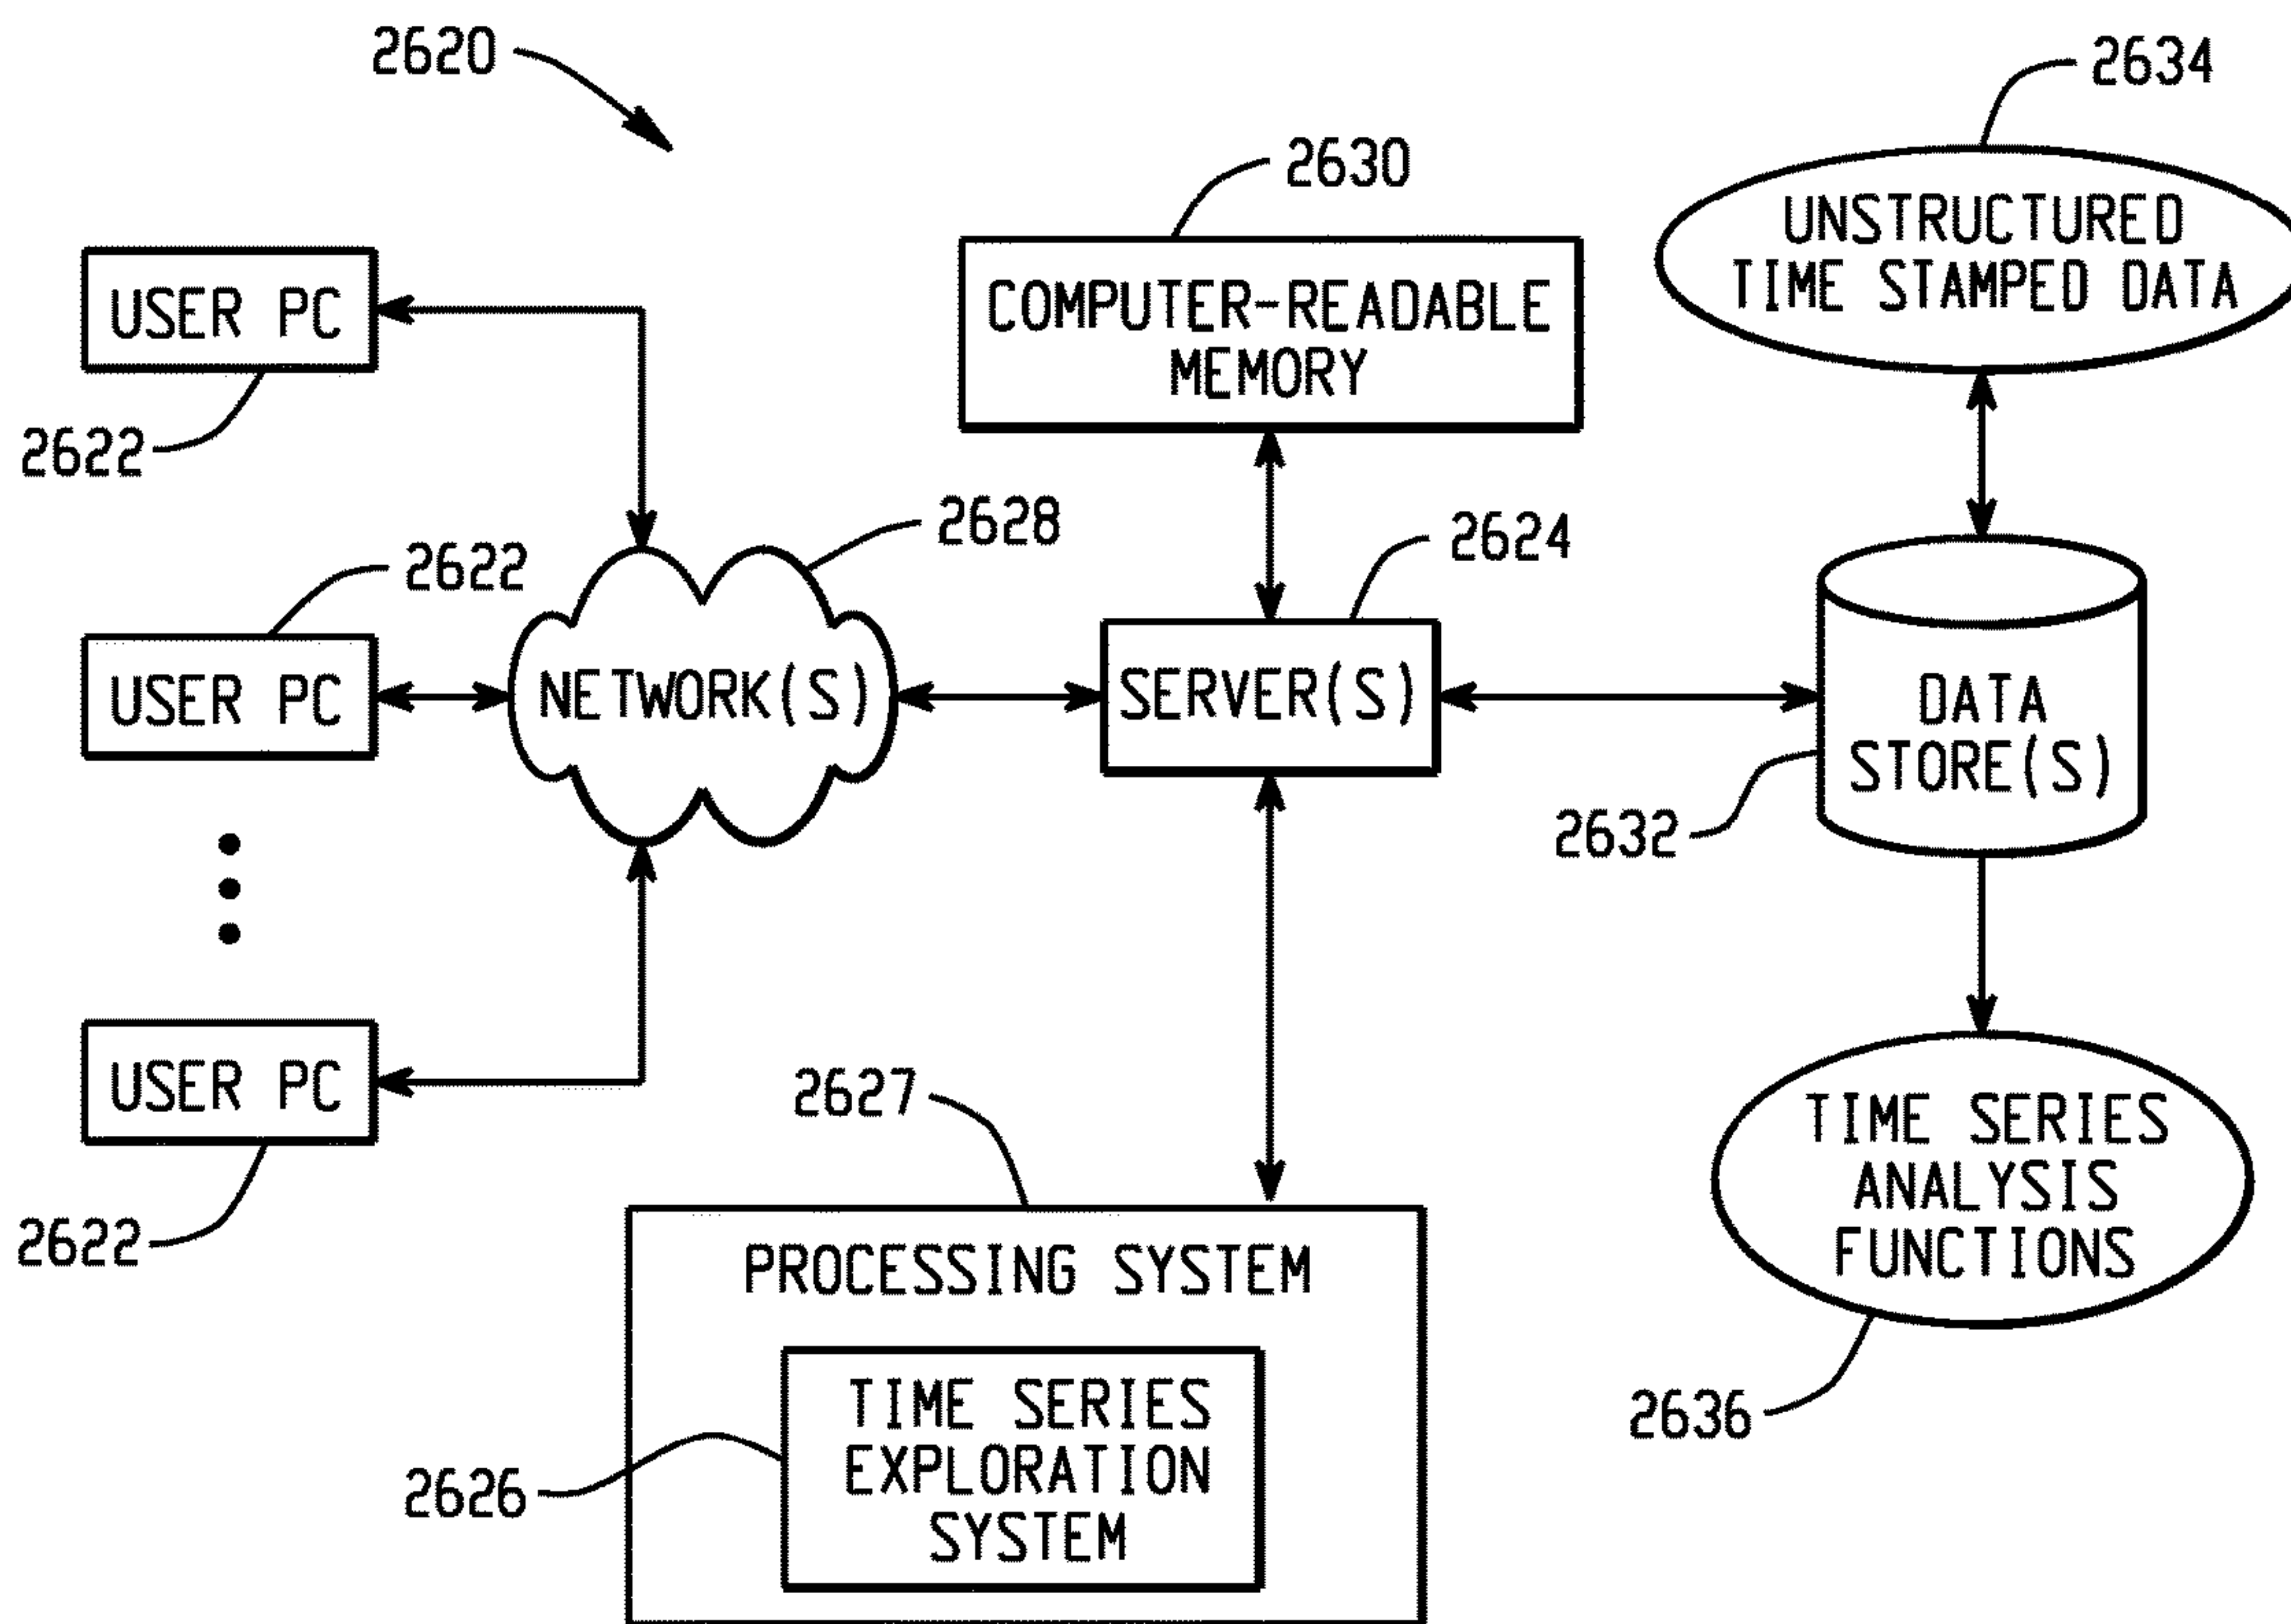 2620
2634
2630
UNSTRUCTURED
TIME STAMPED DATA
USER PC
COMPUTER-READABLE
MEMORY
2622
2628
2624
2622
USER PC
NETWORK(S)
SERVER(S)
DATA
STORE(S)
2632
2627
USER PC
TIME SERIES
ANALYSIS
FUNCTIONS
2622
PROCESSING SYSTEM
TIME SERIES
EXPLORATION
SYSTEM
2636
2626